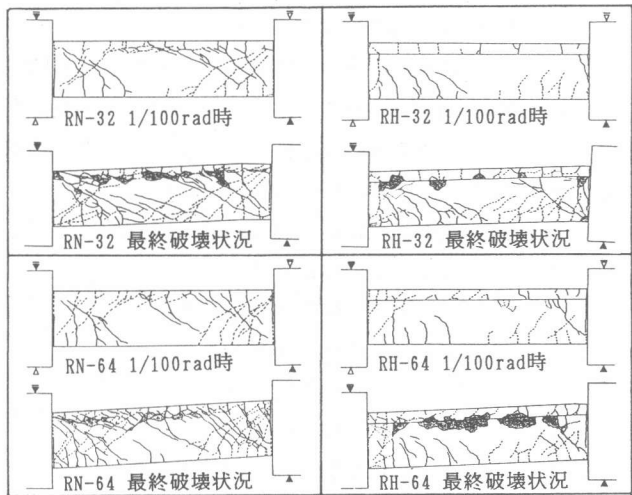 RN-32 1/100rad時
RN-32 最終破壊状況
RH-32 1/100rad時
RH-32 最終破壊状況
RN-64 1/100rad時
RN-64 最終破壊状況
RH-64 1/100rad時
RH-64 最終破壊状況